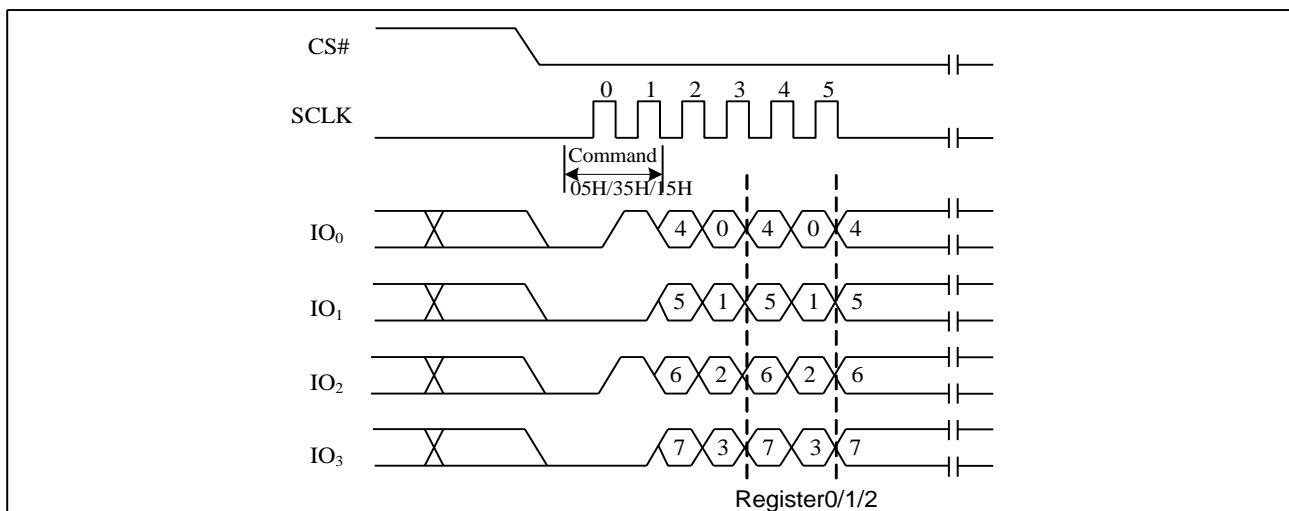 CS#
0 1 2 3 4 5
SCLK
Command
05H/35H/15H
IO₀ 4 0 4 0 4
IO₁ 5 1 5 1 5
IO₂ 6 2 6 2 6
IO₃ 7 3 7 3 7
Register0/1/2